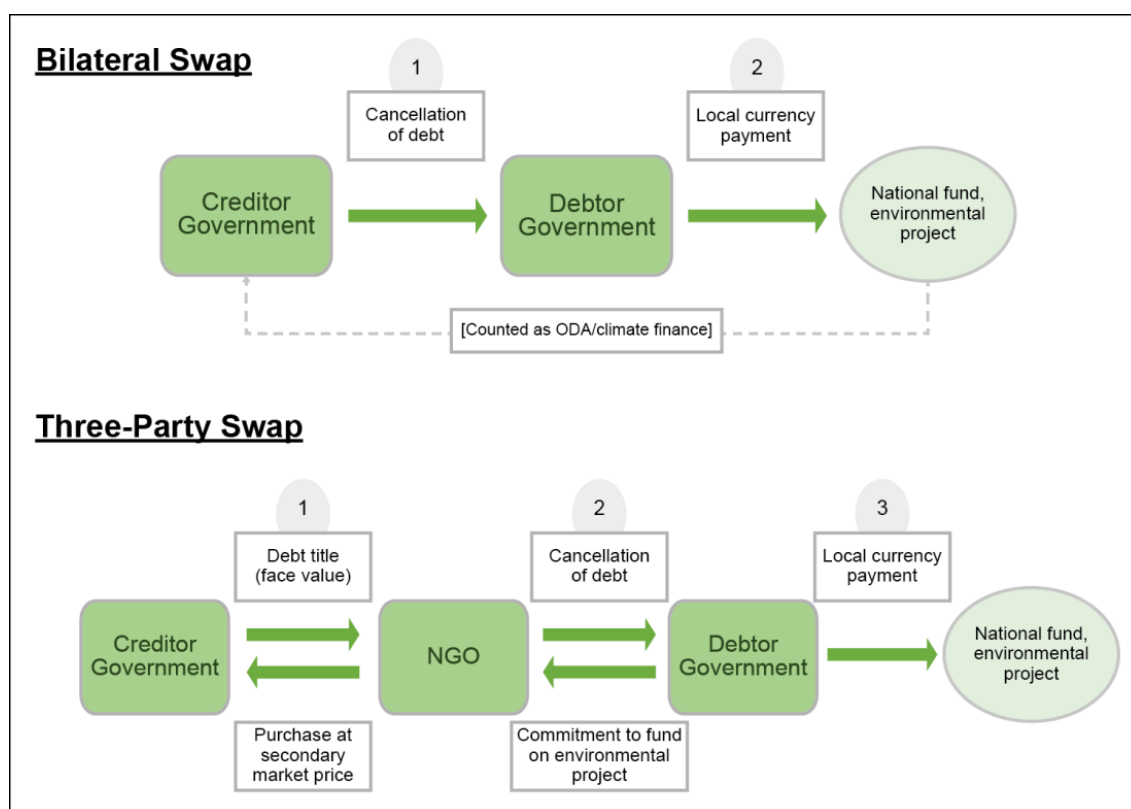 Bilateral Swap
1
2
Cancellation
of debt
Local currency
payment
Creditor
Government
Debtor
Government
National fund,
environmental
project
[Counted as ODA/climate finance]
Three-Party Swap
1
2
3
Debt title
(face value)
Cancellation
of debt
Local currency
payment
Creditor
Government
NGO
Debtor
Government
National fund,
environmental
project
Purchase at
secondary
market price
Commitment to fund
on environmental
project